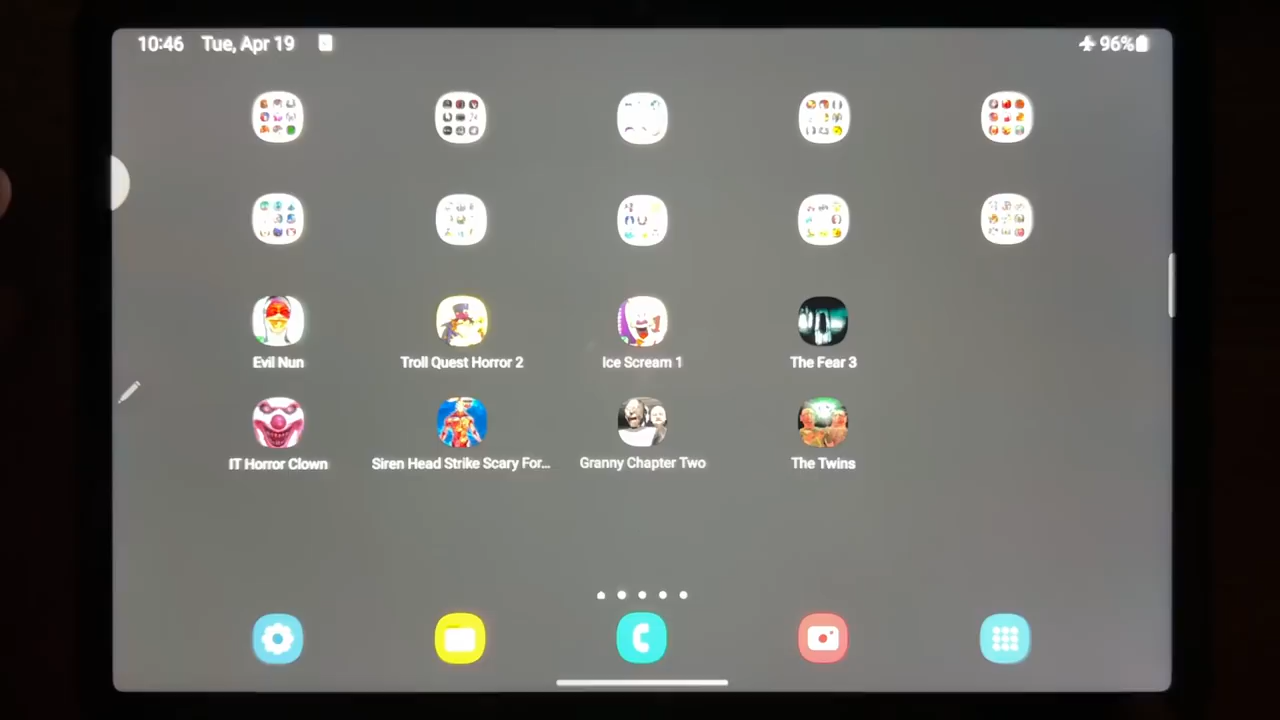 10:46 Tue, Apr 19 96%
Evil Nun Troll Quest Horror 2 Ice Scream 1 The Fear 3
IT Horror Clown Siren Head Strike Scary For... Granny Chapter Two The Twins